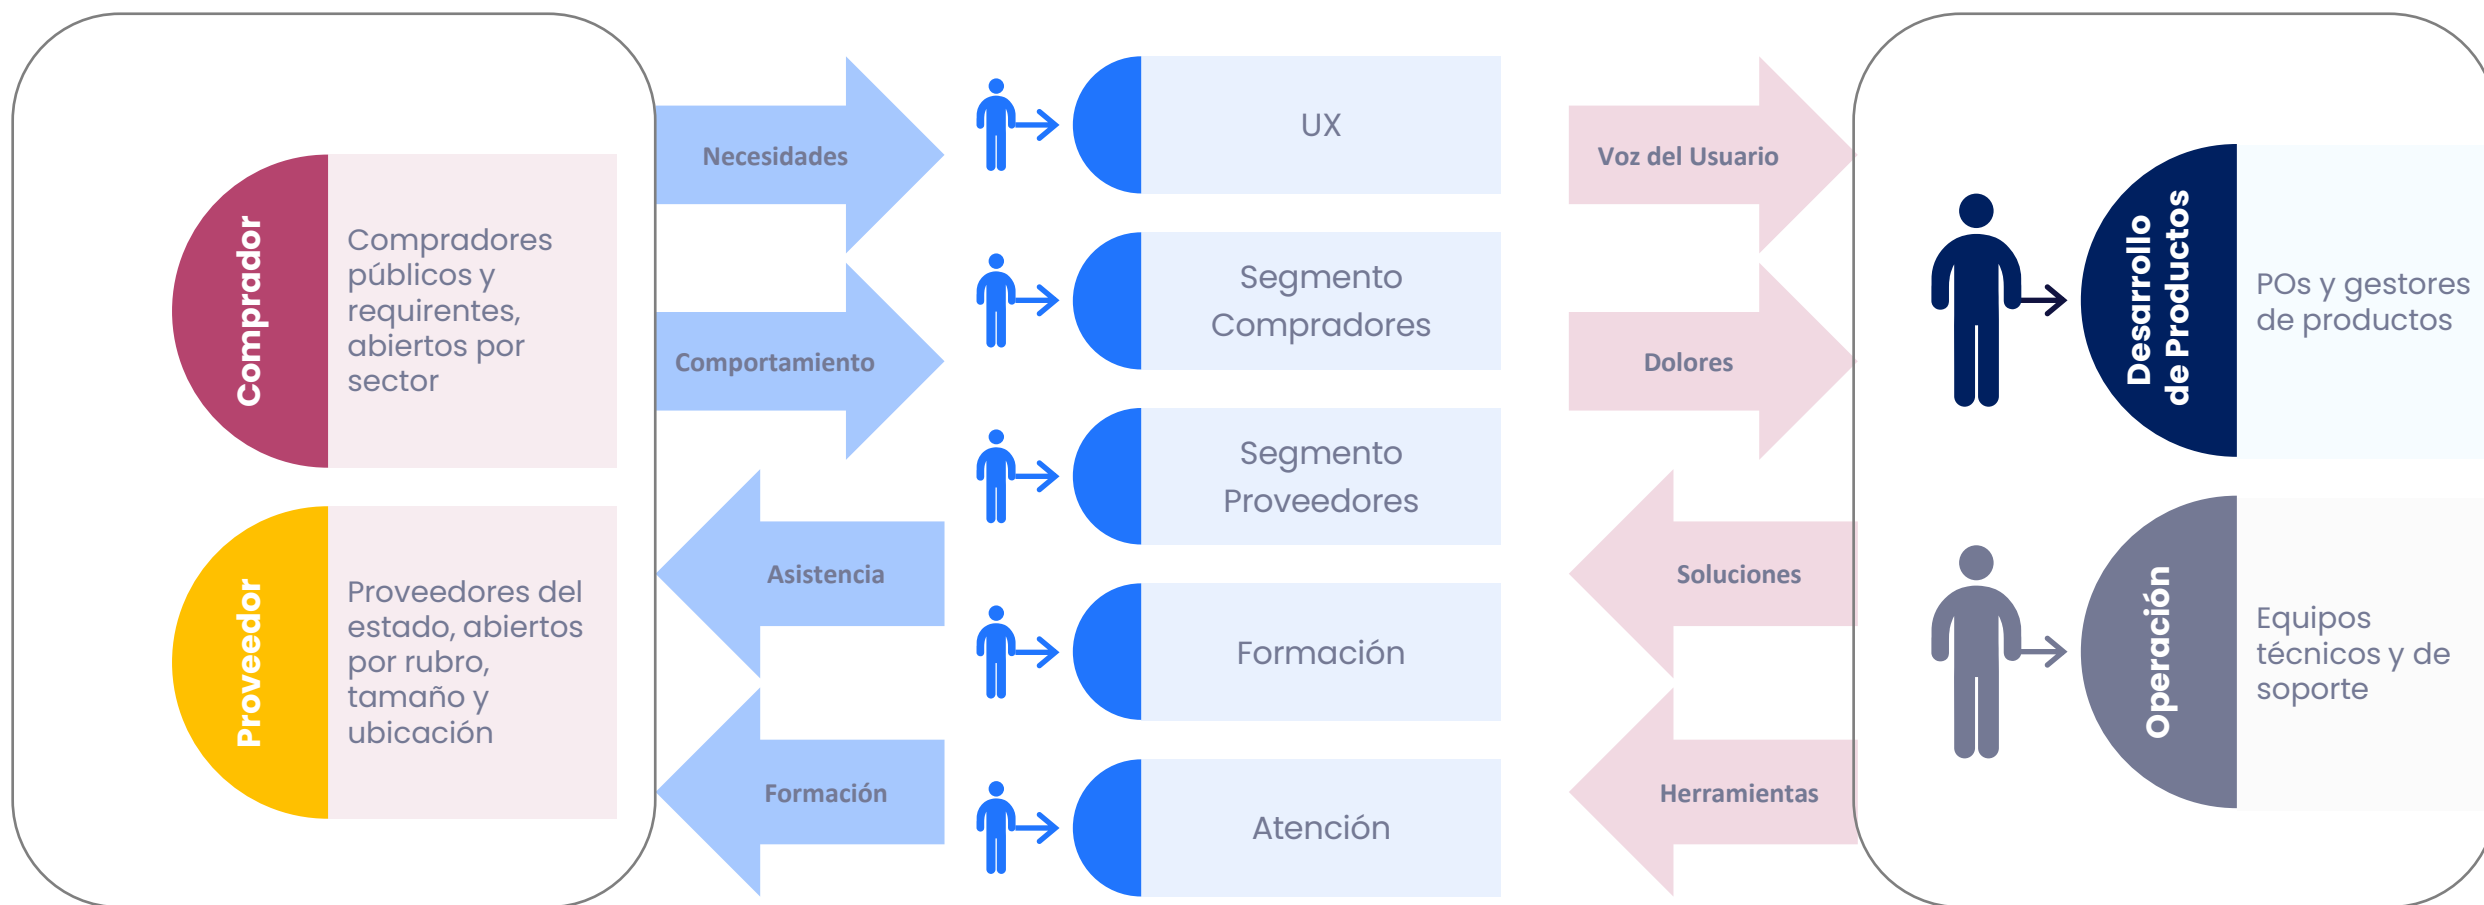 Comprador
Compradores
públicos y
requirentes,
abiertos por
sector
Proveedor
Proveedores del
estado, abiertos
por rubro,
tamaño y
ubicación
Necesidades
Comportamiento
Asistencia
Formación
UX
Segmento
Compradores
Segmento
Proveedores
Formación
Atención
Voz del Usuario
Dolores
Soluciones
Herramientas
Desarrollo
de Productos
POs y gestores
de productos
Operación
Equipos
técnicos y de
soporte